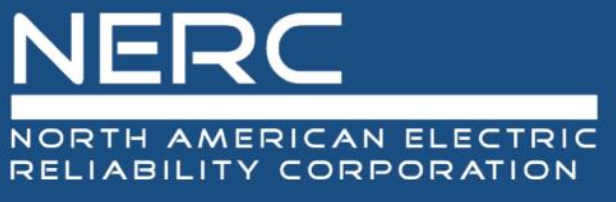 NERC
NORTH AMERICAN ELECTRIC
RELIABILITY CORPORATION